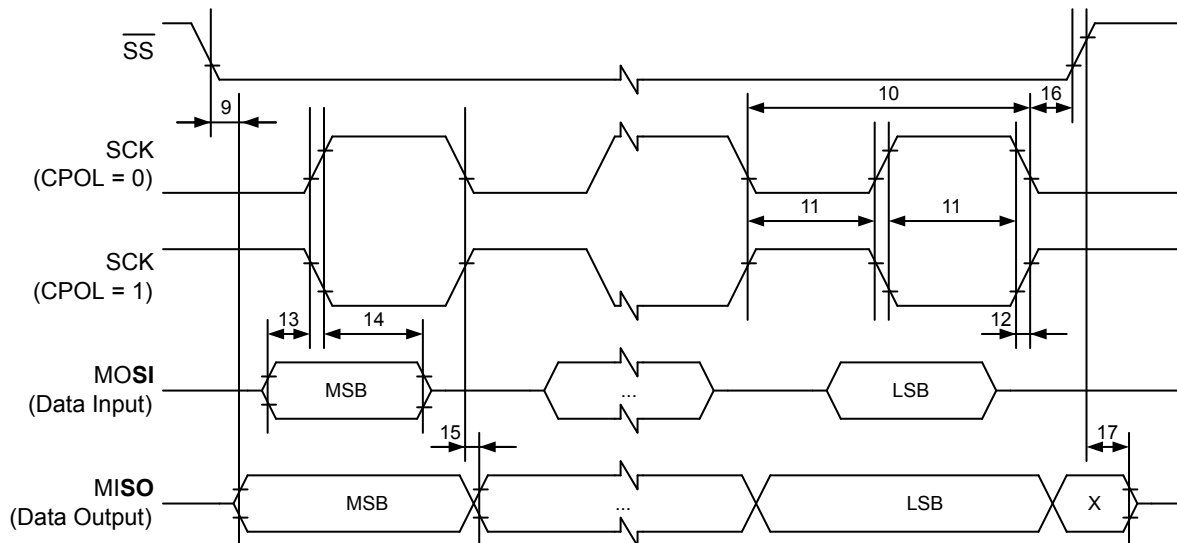 S̅S̅
9
10
16
SCK
(CPOL = 0)
11
11
SCK
(CPOL = 1)
13
14
12
MOSI
(Data Input)
MSB
...
LSB
15
17
MISO
(Data Output)
MSB
...
LSB
X